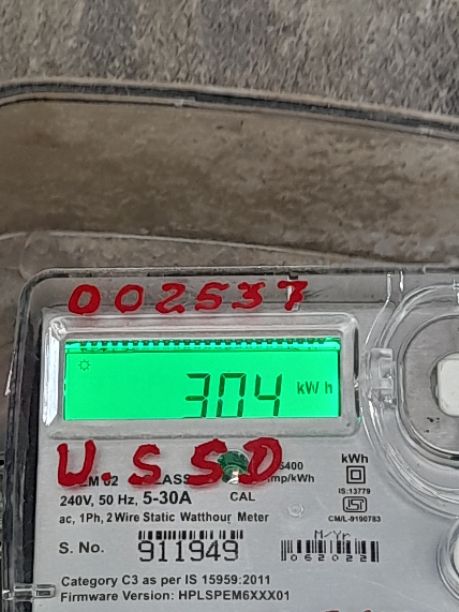 002537
304 kWh
U.SSD
kWh
240V, 50 Hz, 5-30A
CAL
IS:13779
ac, 1Ph, 2 Wire Static Watthour Meter
CM/L-9190783
M/Yr.
S. No.
911949
062022
Category C3 as per IS 15959:2011
Firmware Version: HPLSPEM6XXX01